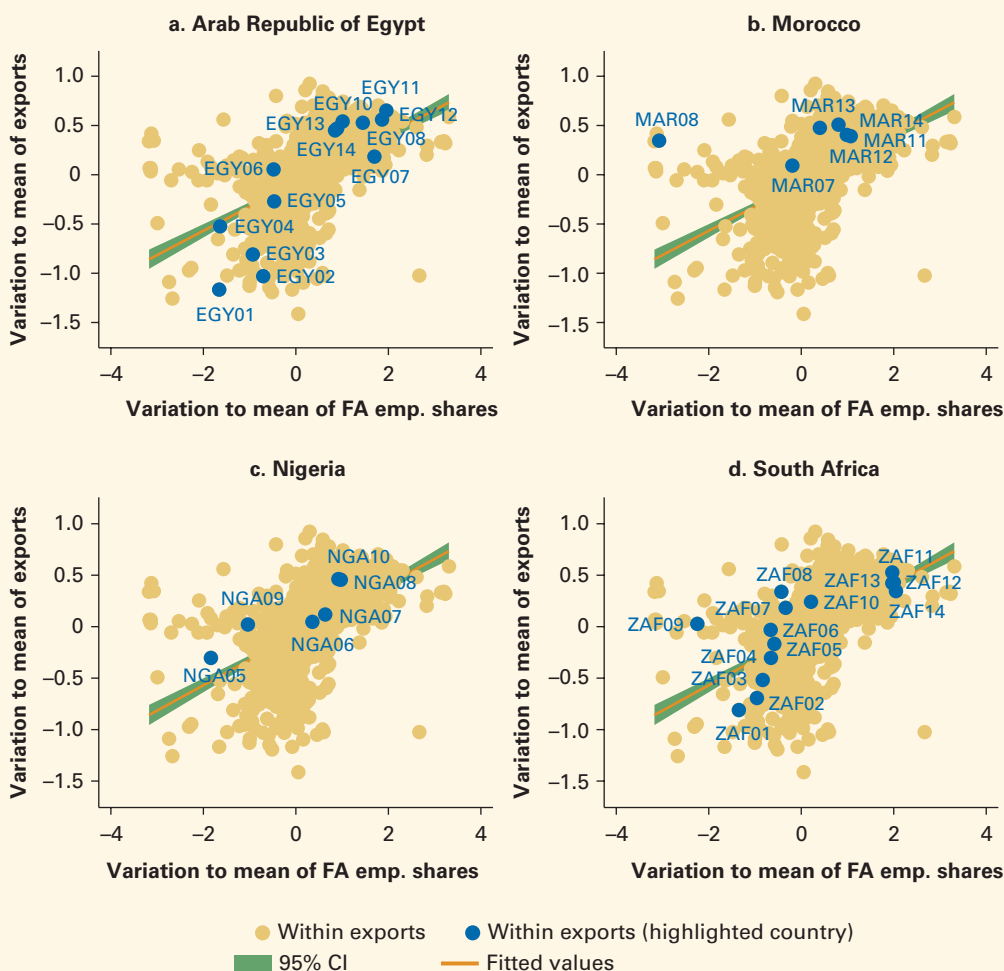 a. Arab Republic of Egypt
Variation to mean of exports
1.0
0.5
0
−0.5
−1.0
−1.5
EGY11
EGY10
EGY12
EGY13
EGY08
EGY14
EGY07
EGY06
EGY05
EGY04
EGY03
EGY02
EGY01
−4 −2 0 2 4
Variation to mean of FA emp. shares
b. Morocco
Variation to mean of exports
1.0
0.5
0
−0.5
−1.0
−1.5
MAR13
MAR08
MAR14
MAR11
MAR12
MAR07
−4 −2 0 2 4
Variation to mean of FA emp. shares
c. Nigeria
Variation to mean of exports
1.0
0.5
0
−0.5
−1.0
−1.5
NGA10
NGA08
NGA09
NGA07
NGA06
NGA05
−4 −2 0 2 4
Variation to mean of FA emp. shares
d. South Africa
Variation to mean of exports
1.0
0.5
0
−0.5
−1.0
−1.5
ZAF11
ZAF08
ZAF13
ZAF12
ZAF07
ZAF10
ZAF14
ZAF09
ZAF06
ZAF05
ZAF04
ZAF03
ZAF02
ZAF01
−4 −2 0 2 4
Variation to mean of FA emp. shares
Within exports Within exports (highlighted country)
95% CI Fitted values